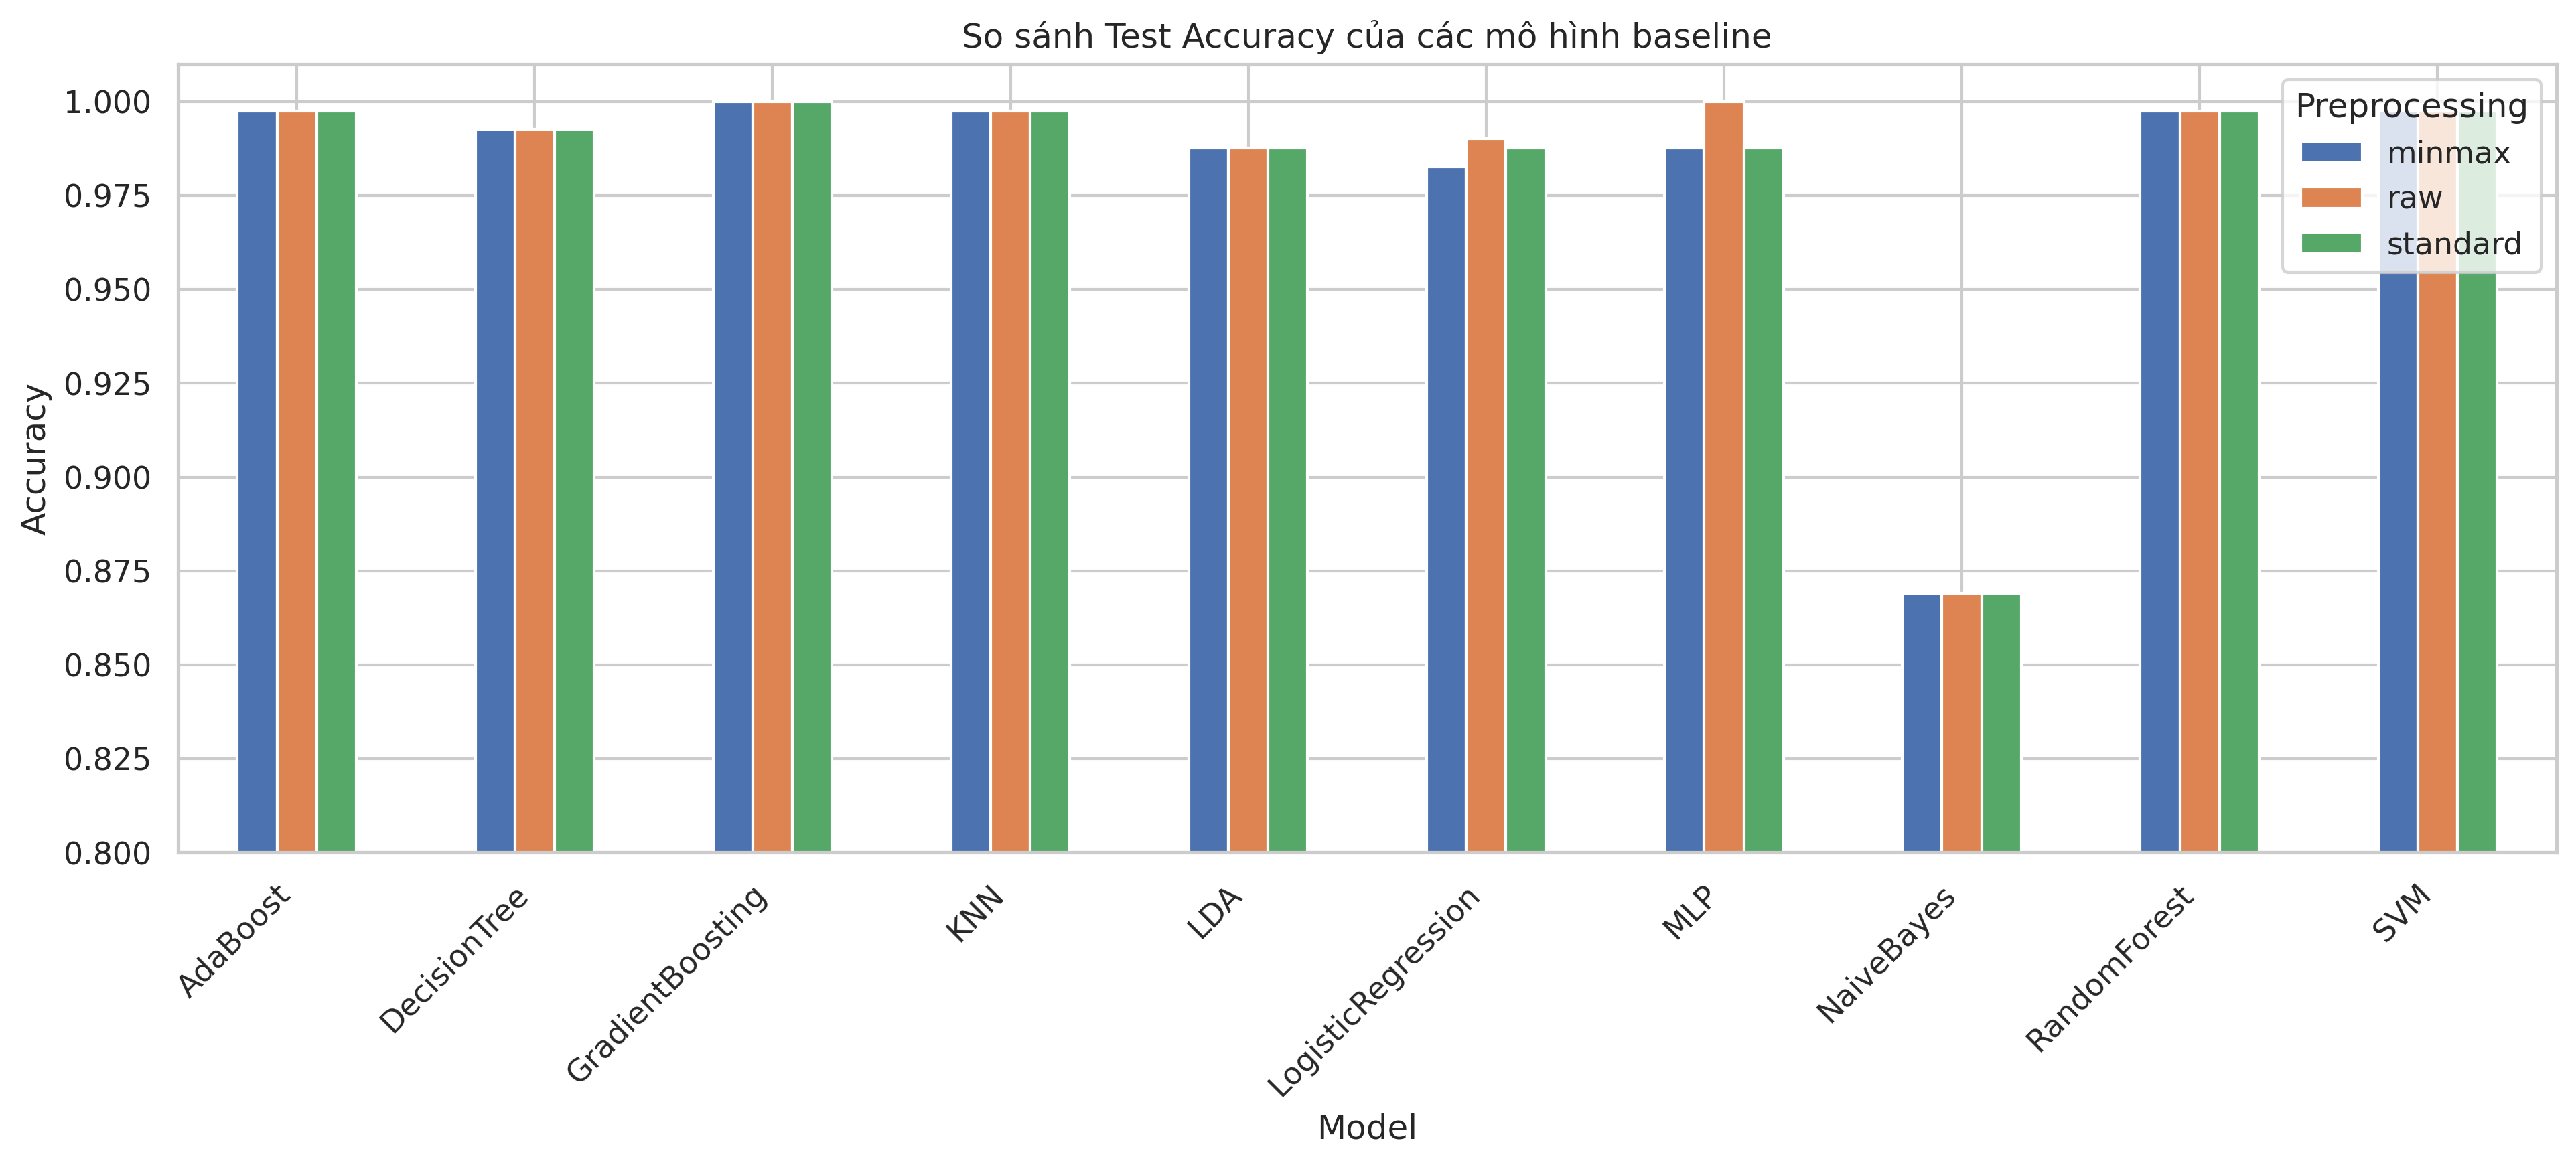 So sánh Test Accuracy của các mô hình baseline
Preprocessing
minmax
raw
standard
Accuracy
1.000
0.975
0.950
0.925
0.900
0.875
0.850
0.825
0.800
AdaBoost
DecisionTree
GradientBoosting
KNN
LDA
LogisticRegression
MLP
NaiveBayes
RandomForest
SVM
Model